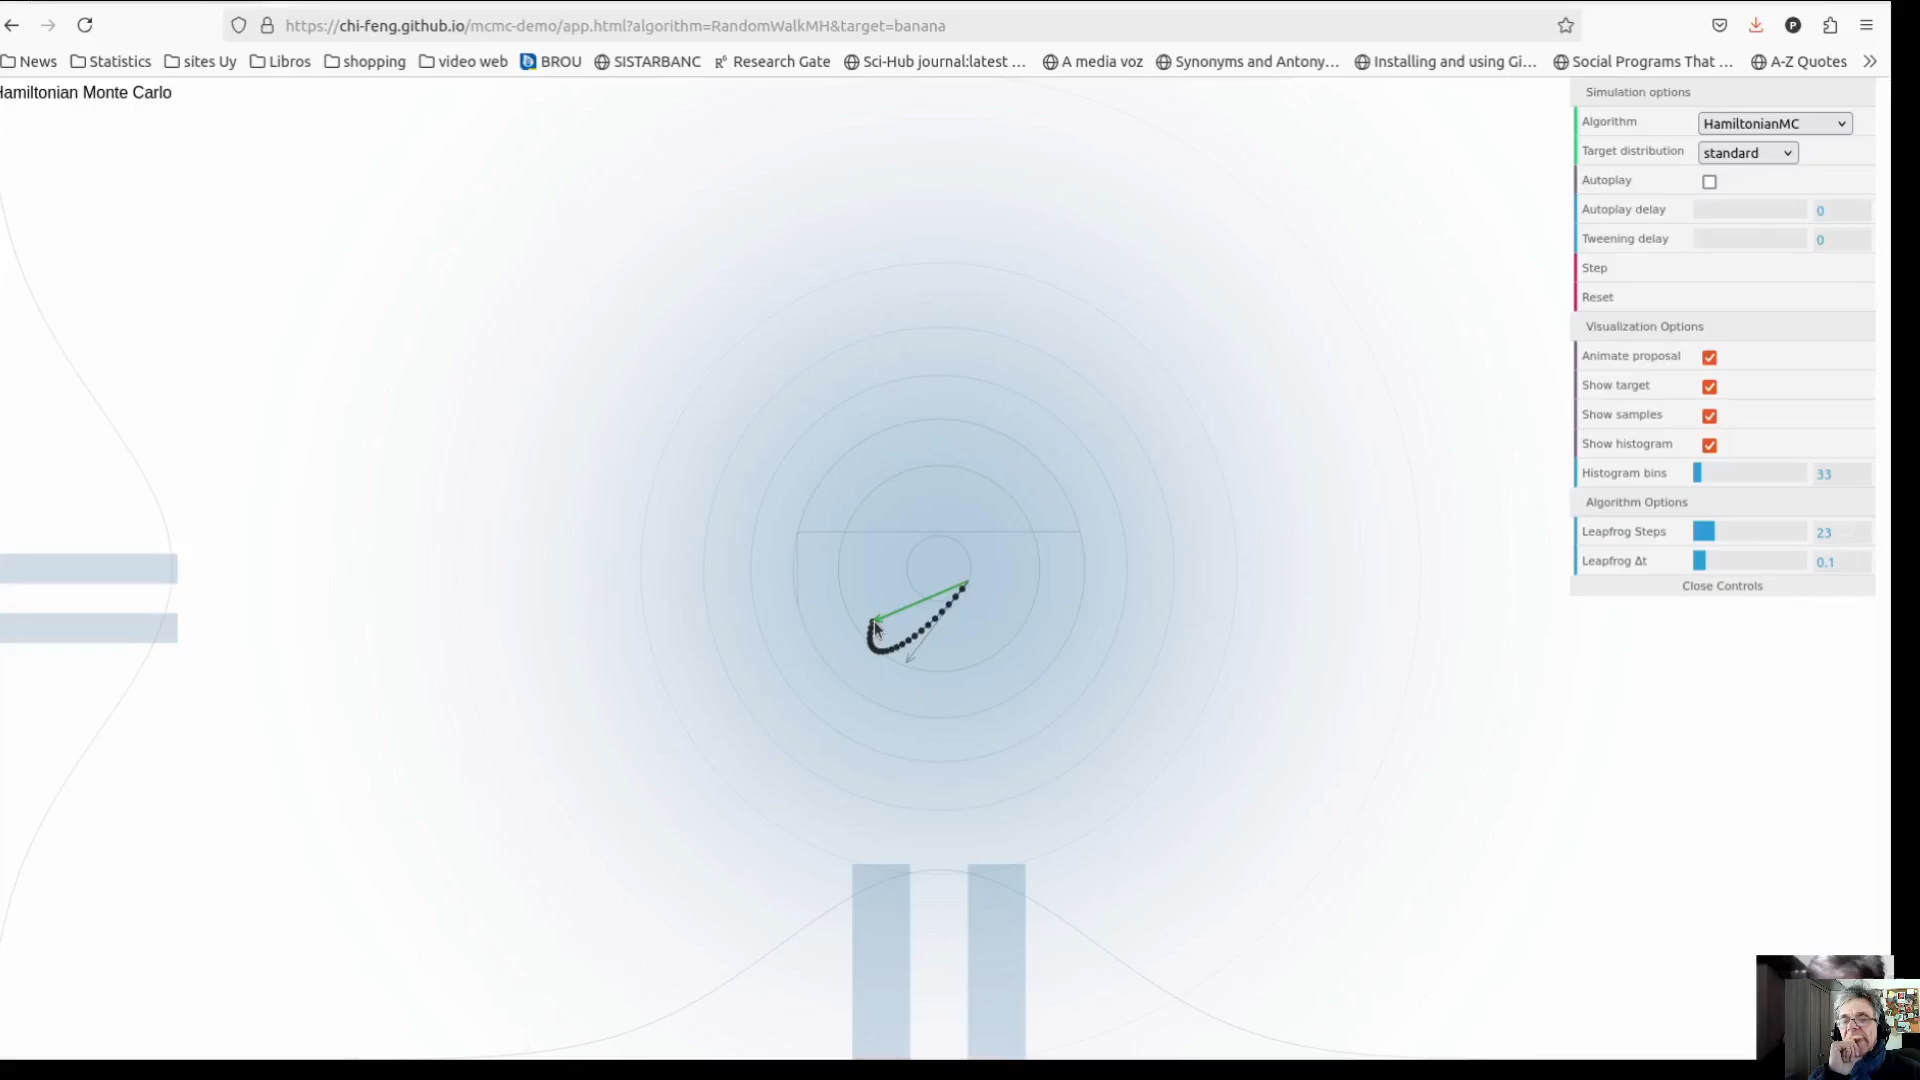 https://chi-feng.github.io/mcmc-demo/app.html?algorithm=RandomWalkMH&target=banana
P
News Statistics sites Uy Libros shopping video web BROU SISTARBANC R⁶ Research Gate Sci-Hub journal:latest ... A media voz Synonyms and Antony... Installing and using Gi... Social Programs That ... A-Z Quotes
Hamiltonian Monte Carlo
Simulation options
Algorithm HamiltonianMC
Target distribution standard
Autoplay
Autoplay delay 0
Tweening delay 0
Step
Reset
Visualization Options
Animate proposal
Show target
Show samples
Show histogram
Histogram bins 33
Algorithm Options
Leapfrog Steps 23
Leapfrog Δt 0.1
Close Controls